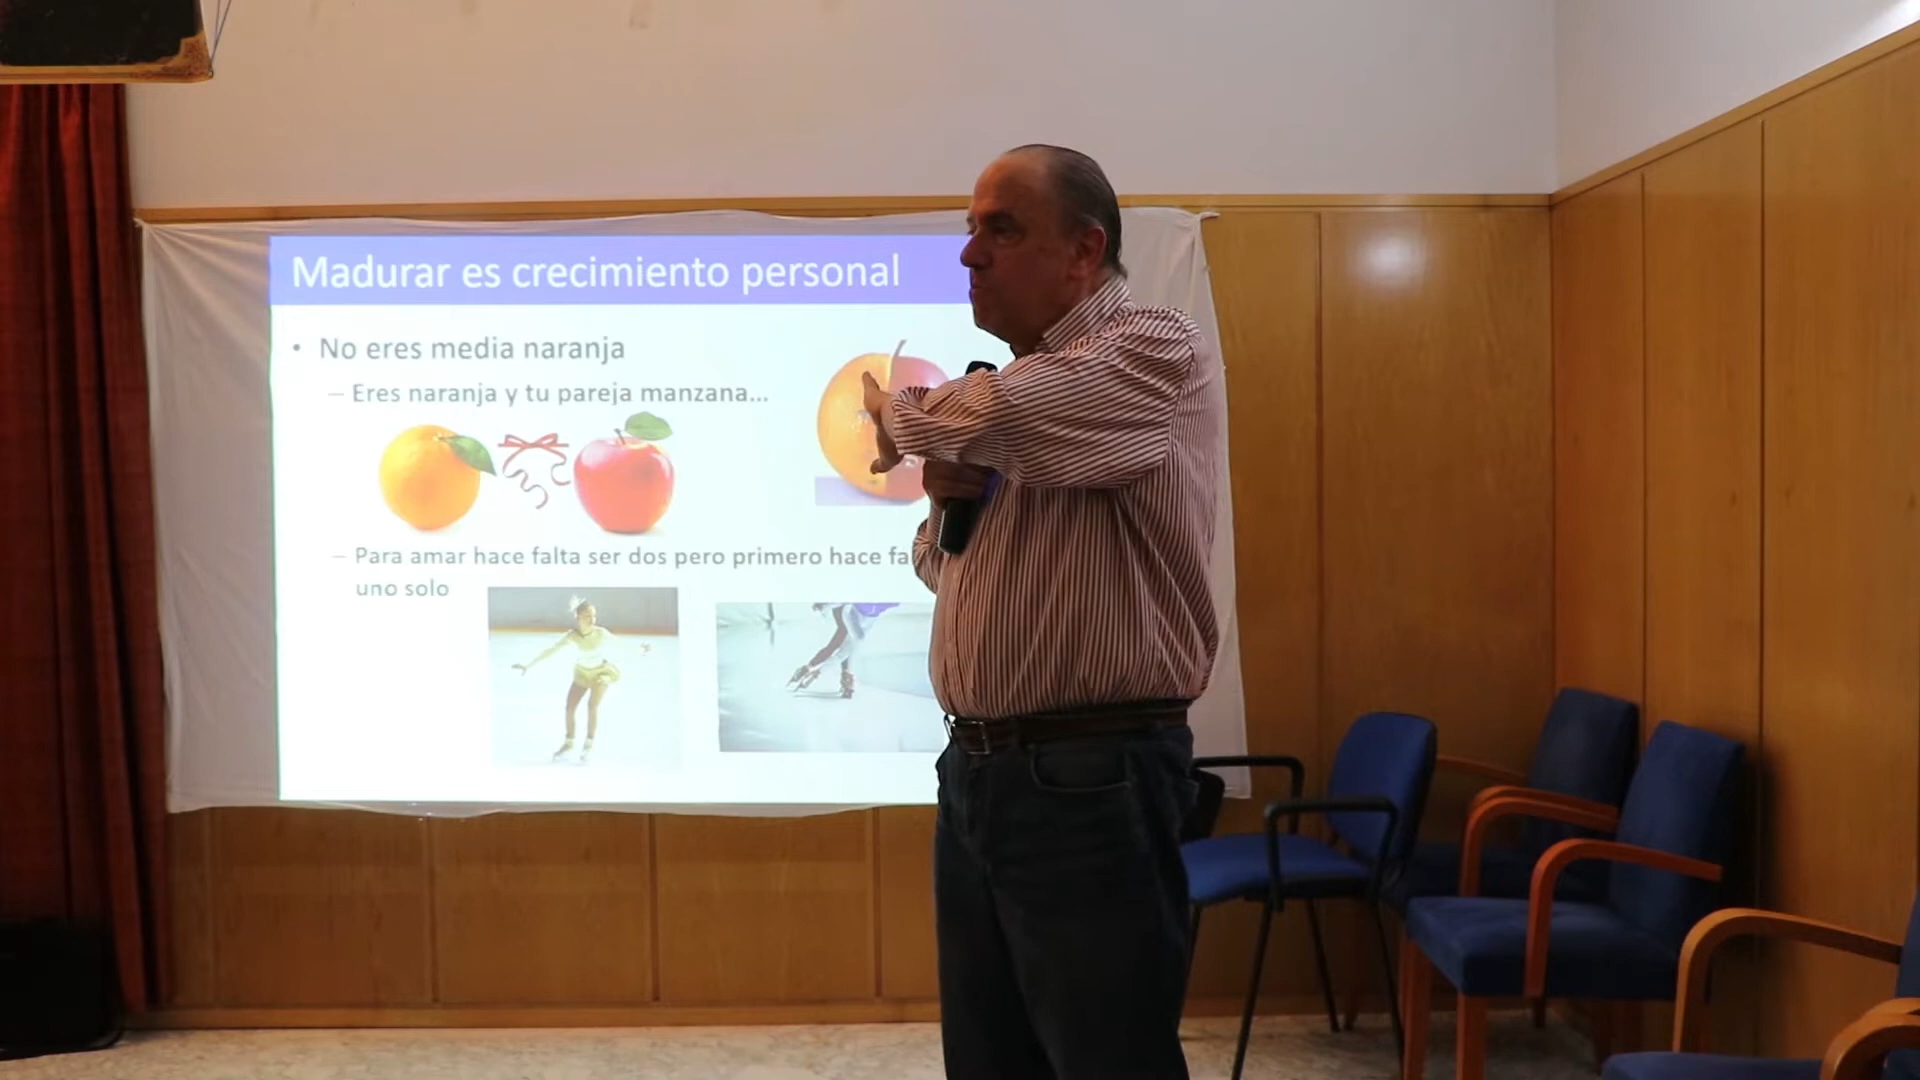 Madurar es crecimiento personal
• No eres media naranja
– Eres naranja y tu pareja manzana...
– Para amar hace falta ser dos pero primero hace
uno solo